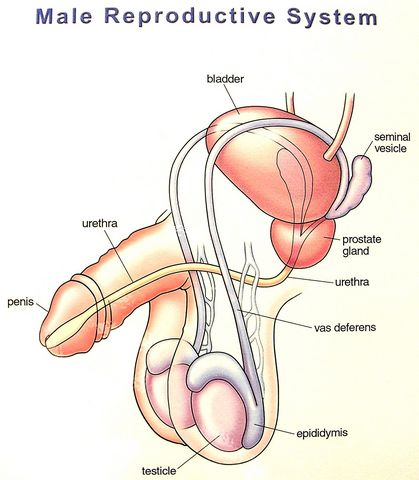 Male Reproductive System
bladder
seminal
vesicle
urethra
prostate
gland
urethra
penis
vas deferens
epididymis
testicle